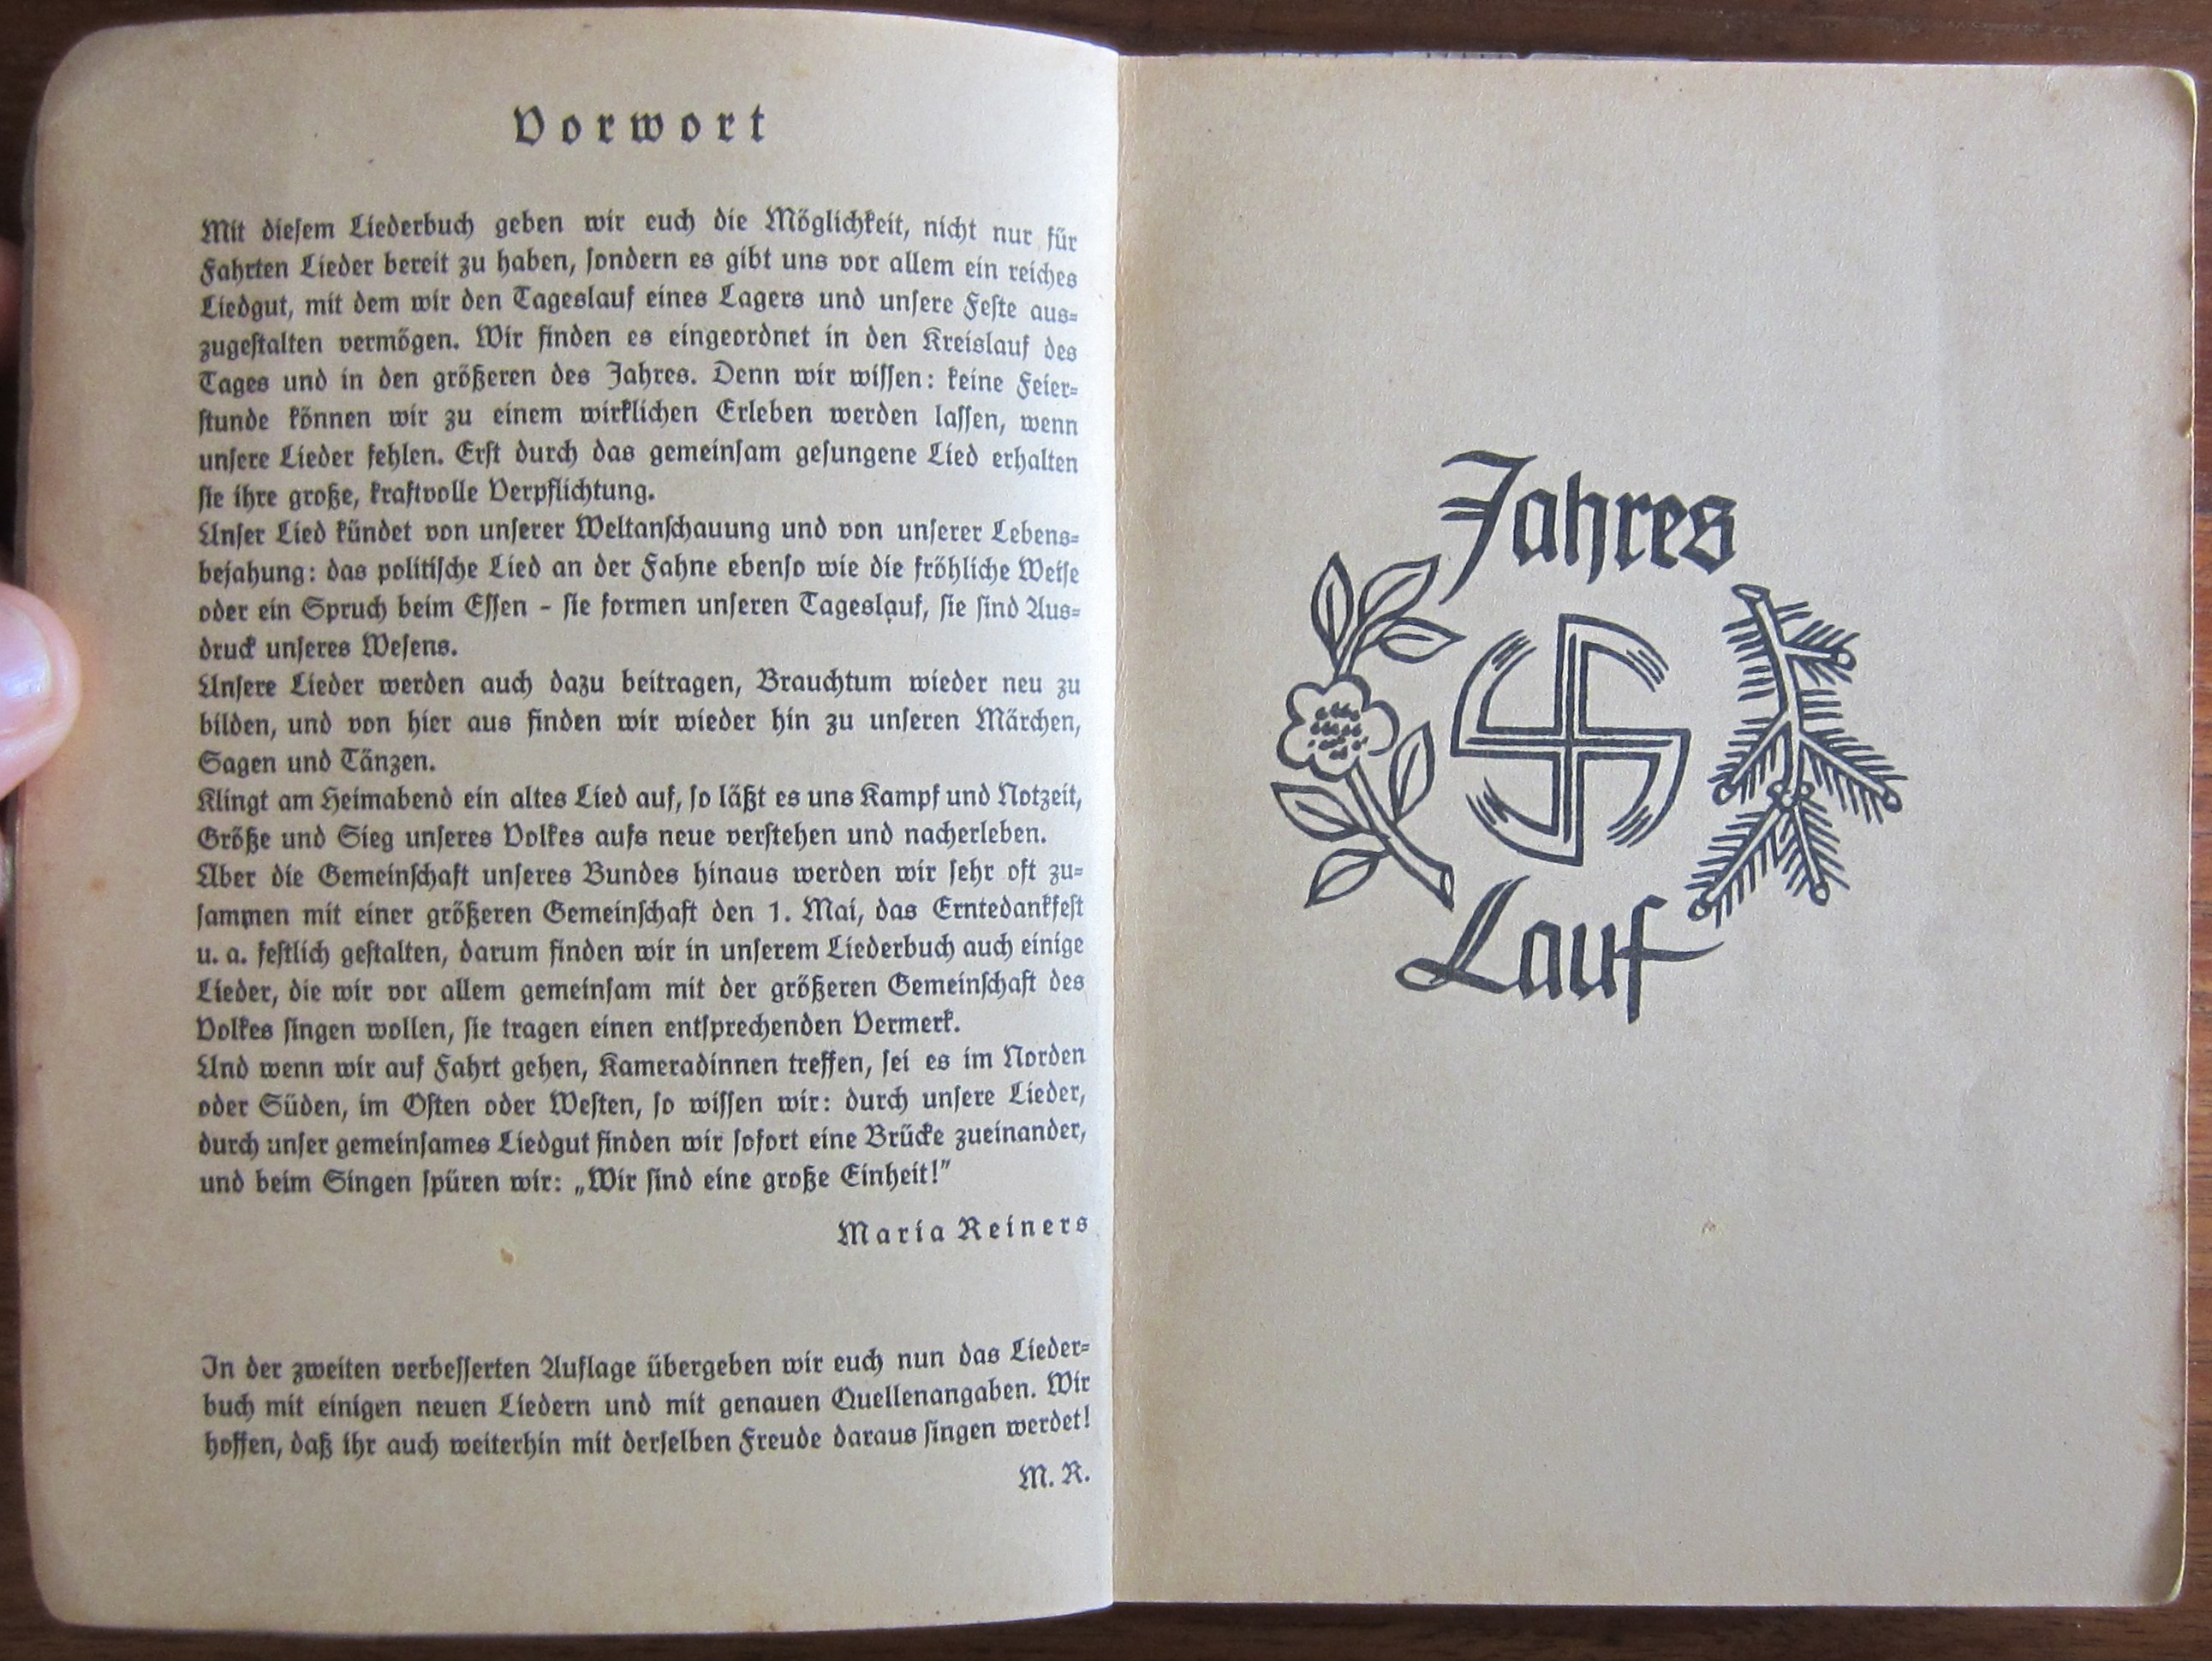 Vorwort
Mit diesem Liederbuch geben wir euch die Möglichkeit, nicht nur für
Fahrten Lieder bereit zu haben, sondern es gibt uns vor allem ein reiches
Liedgut, mit dem wir den Tageslauf eines Lagers und unsere Feste aus-
zugestalten vermögen. Wir finden es eingeordnet in den Kreislauf des
Tages und in den größeren des Jahres. Denn wir wissen: keine Feier-
stunde können wir zu einem wirklichen Erleben werden lassen, wenn
unsere Lieder fehlen. Erst durch das gemeinsam gesungene Lied erhalten
sie ihre große, kraftvolle Verpflichtung.
Unser Lied kündet von unserer Weltanschauung und von unserer Lebens-
bejahung: das politische Lied an der Fahne ebenso wie die fröhliche Weise
oder ein Spruch beim Essen - sie formen unseren Tageslauf, sie sind Aus-
druck unseres Wesens.
Unsere Lieder werden auch dazu beitragen, Brauchtum wieder neu zu
bilden, und von hier aus finden wir wieder hin zu unseren Märchen,
Sagen und Tänzen.
Klingt am Heimabend ein altes Lied auf, so läßt es uns Kampf und Notzeit,
Größe und Sieg unseres Volkes aufs neue verstehen und nacherleben.
Über die Gemeinschaft unseres Bundes hinaus werden wir sehr oft zu-
sammen mit einer größeren Gemeinschaft den 1. Mai, das Erntedankfest
u. a. festlich gestalten, darum finden wir in unserem Liederbuch auch einige
Lieder, die wir vor allem gemeinsam mit der größeren Gemeinschaft des
Volkes singen wollen, sie tragen einen entsprechenden Vermerk.
Und wenn wir auf Fahrt gehen, Kameradinnen treffen, sei es im Norden
oder Süden, im Osten oder Westen, so wissen wir: durch unsere Lieder,
durch unser gemeinsames Liedgut finden wir sofort eine Brücke zueinander,
und beim Singen spüren wir: „Wir sind eine große Einheit!"
Maria Reiners
In der zweiten verbesserten Auflage übergeben wir euch nun das Lieder-
buch mit einigen neuen Liedern und mit genauen Quellenangaben. Wir
hoffen, daß ihr auch weiterhin mit derselben Freude daraus singen werdet!
M. R.
Jahres
Lauf